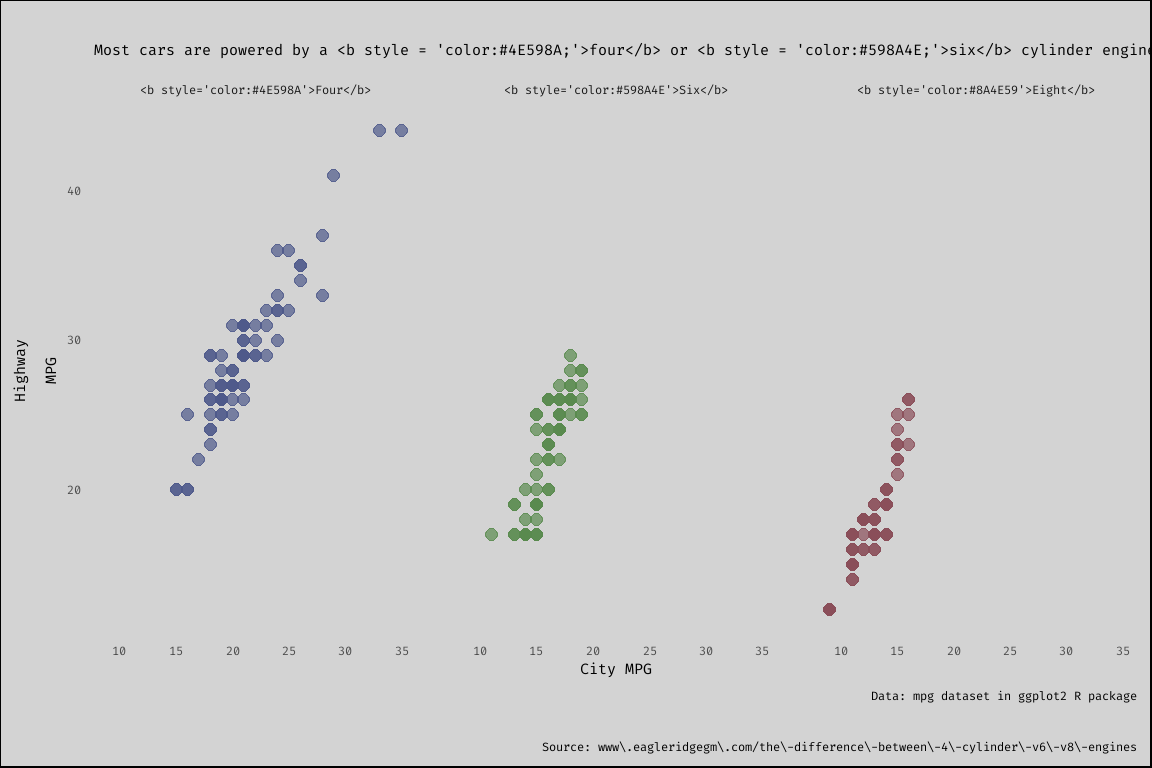 Most cars are powered by a <b style = 'color:#4E598A;'>four</b> or <b style = 'color:#598A4E;'>six</b> cylinder engine
<b style='color:#4E598A'>Four</b>
<b style='color:#598A4E'>Six</b>
<b style='color:#8A4E59'>Eight</b>
40
30
20
Highway
MPG
10 15 20 25 30 35
10 15 20 25 30 35
10 15 20 25 30 35
City MPG
Data: mpg dataset in ggplot2 R package
Source: www\.eagleridgegm\.com/the\-difference\-between\-4\-cylinder\-v6\-v8\-engines